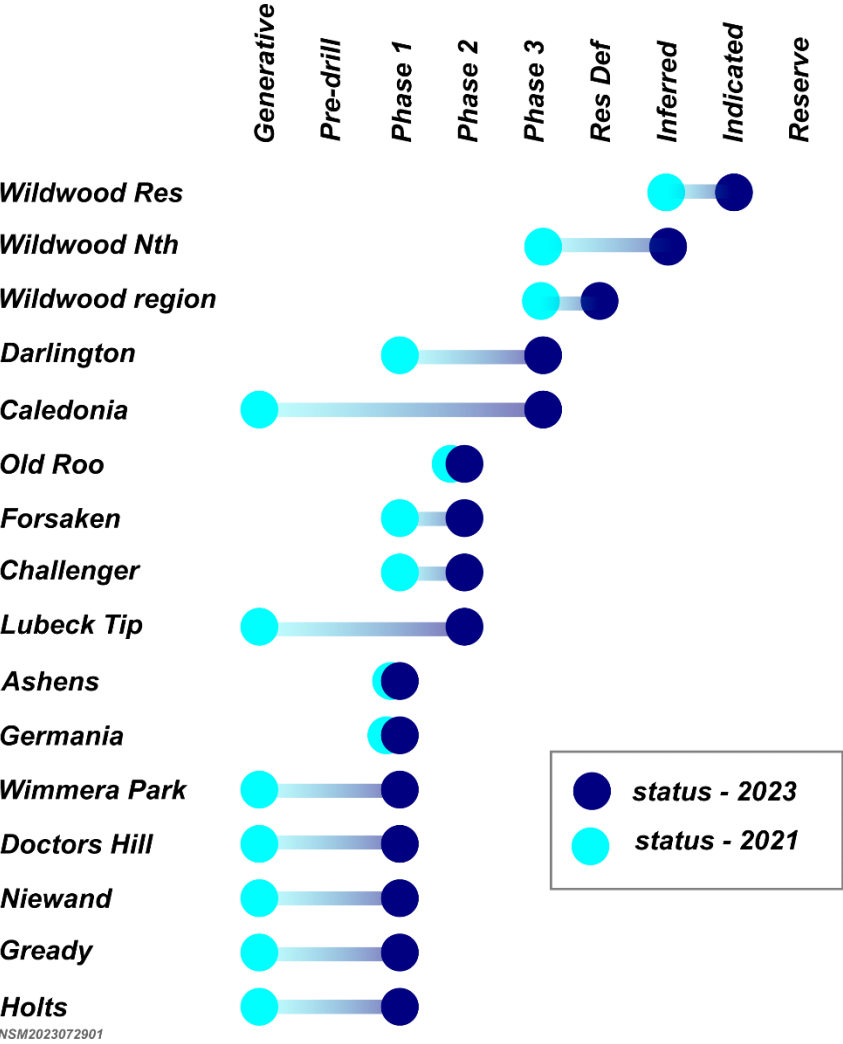 Generative
Pre-drill
Phase 1
Phase 2
Phase 3
Res Def
Inferred
Indicated
Reserve
Wildwood Res
Wildwood Nth
Wildwood region
Darlington
Caledonia
Old Roo
Forsaken
Challenger
Lubeck Tip
Ashens
Germania
Wimmera Park
Doctors Hill
Niewand
Gready
Holts
status - 2023
status - 2021
NSM2023072901